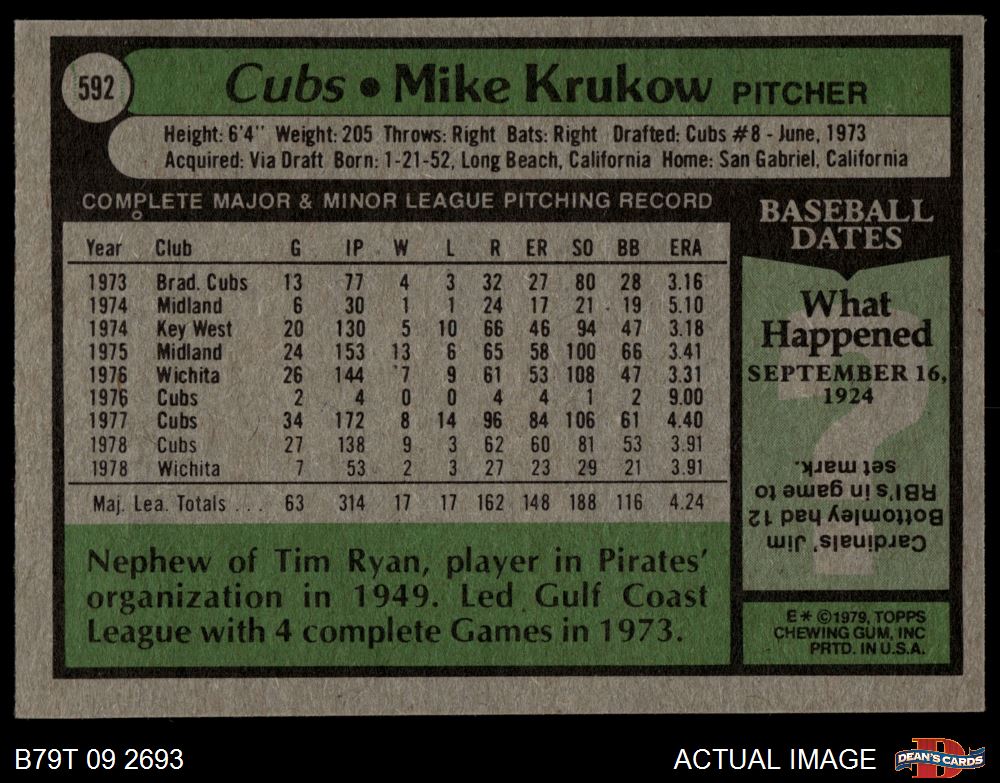 592
Cubs • Mike Krukow PITCHER
Height: 6'4" Weight: 205 Throws: Right Bats: Right Drafted: Cubs #8 - June, 1973
Acquired: Via Draft Born: 1-21-52, Long Beach, California Home: San Gabriel, California
COMPLETE MAJOR & MINOR LEAGUE PITCHING RECORD
Year Club G IP W L R ER SO BB ERA
1973 Brad. Cubs 13 77 4 3 32 27 80 28 3.16
1974 Midland 6 30 1 1 24 17 21 19 5.10
1974 Key West 20 130 5 10 66 46 94 47 3.18
1975 Midland 24 153 13 6 65 58 100 66 3.41
1976 Wichita 26 144 7 9 61 53 108 47 3.31
1976 Cubs 2 4 0 0 4 4 1 2 9.00
1977 Cubs 34 172 8 14 96 84 106 61 4.40
1978 Cubs 27 138 9 3 62 60 81 53 3.91
1978 Wichita 7 53 2 3 27 23 29 21 3.91
Maj. Lea. Totals ... 63 314 17 17 162 148 188 116 4.24
Nephew of Tim Ryan, player in Pirates'
organization in 1949. Led Gulf Coast
League with 4 complete Games in 1973.
BASEBALL
DATES
What
Happened
SEPTEMBER 16,
1924
Cardinals' Jim
Bottomley had 12
RBI's in game to
set mark.
E* ©1979, TOPPS
CHEWING GUM, INC
PRTD. IN U.S.A.
B79T 09 2693
ACTUAL IMAGE
DEAN'S CARDS